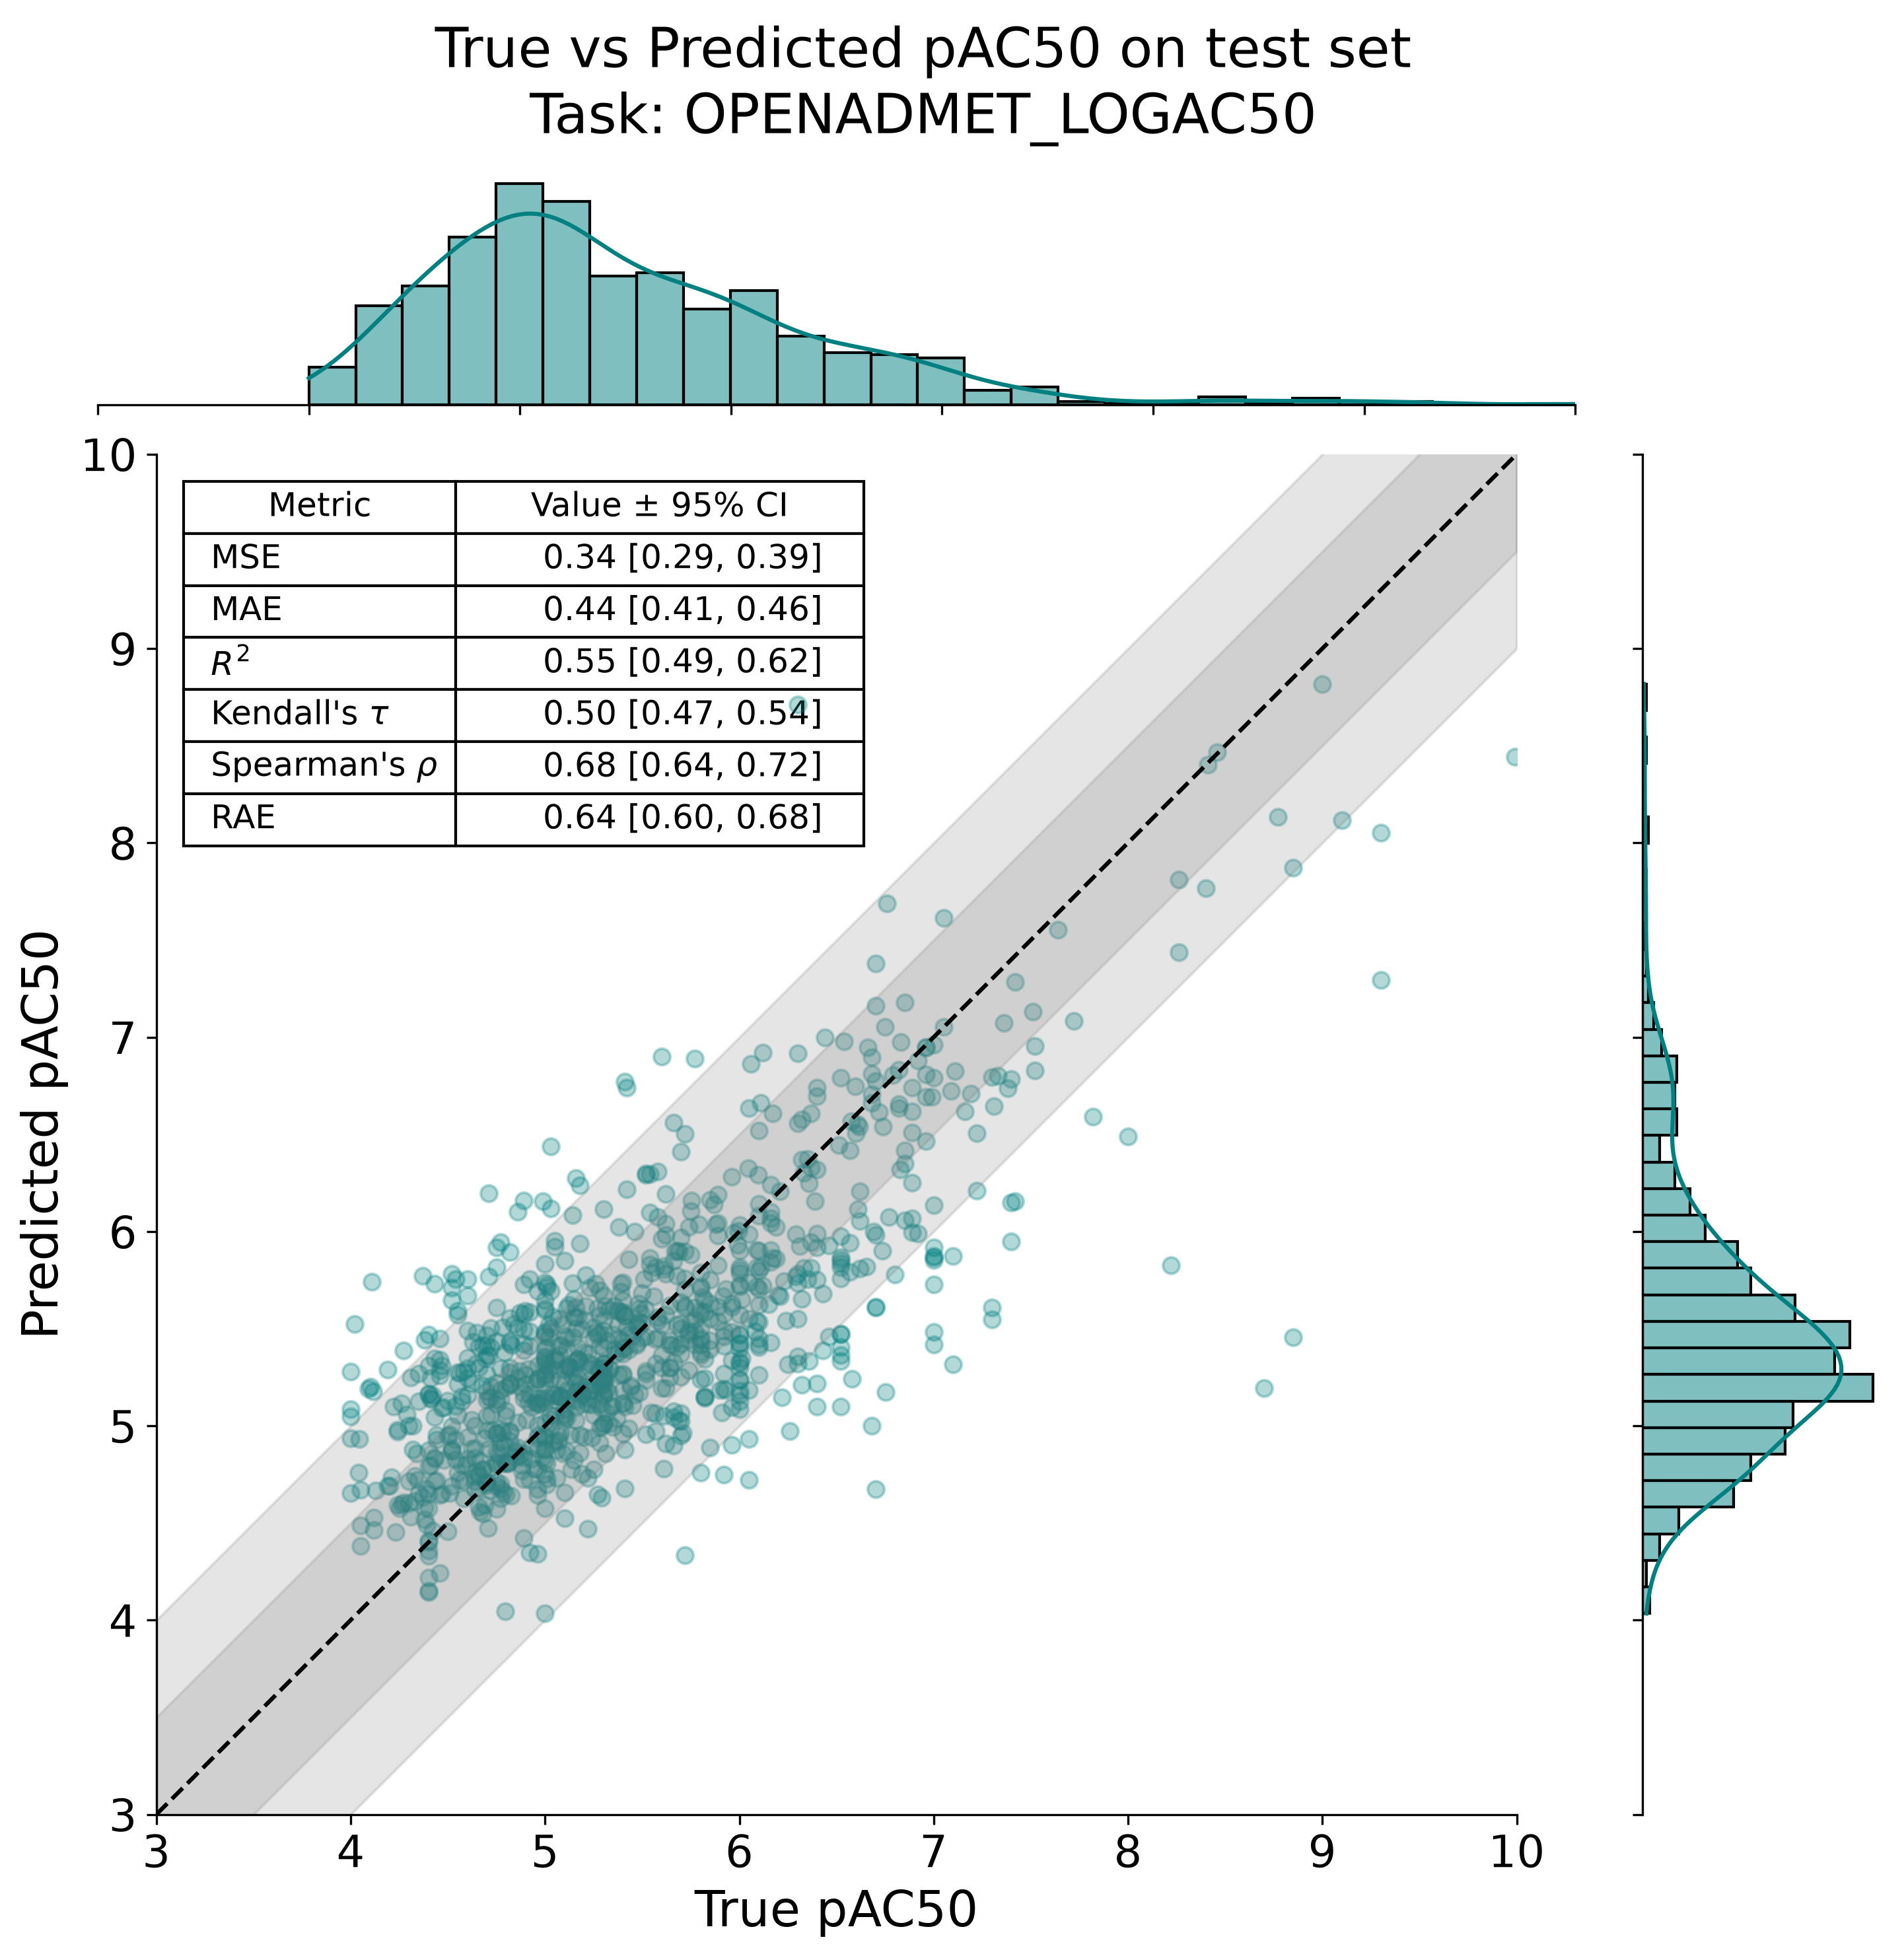 True vs Predicted pAC50 on test set
Task: OPENADMET_LOGAC50
Metric Value ± 95% CI
MSE 0.34 [0.29, 0.39]
MAE 0.44 [0.41, 0.46]
R² 0.55 [0.49, 0.62]
Kendall's τ 0.50 [0.47, 0.54]
Spearman's ρ 0.68 [0.64, 0.72]
RAE 0.64 [0.60, 0.68]
Predicted pAC50
10
9
8
7
6
5
4
3
3 4 5 6 7 8 9 10
True pAC50